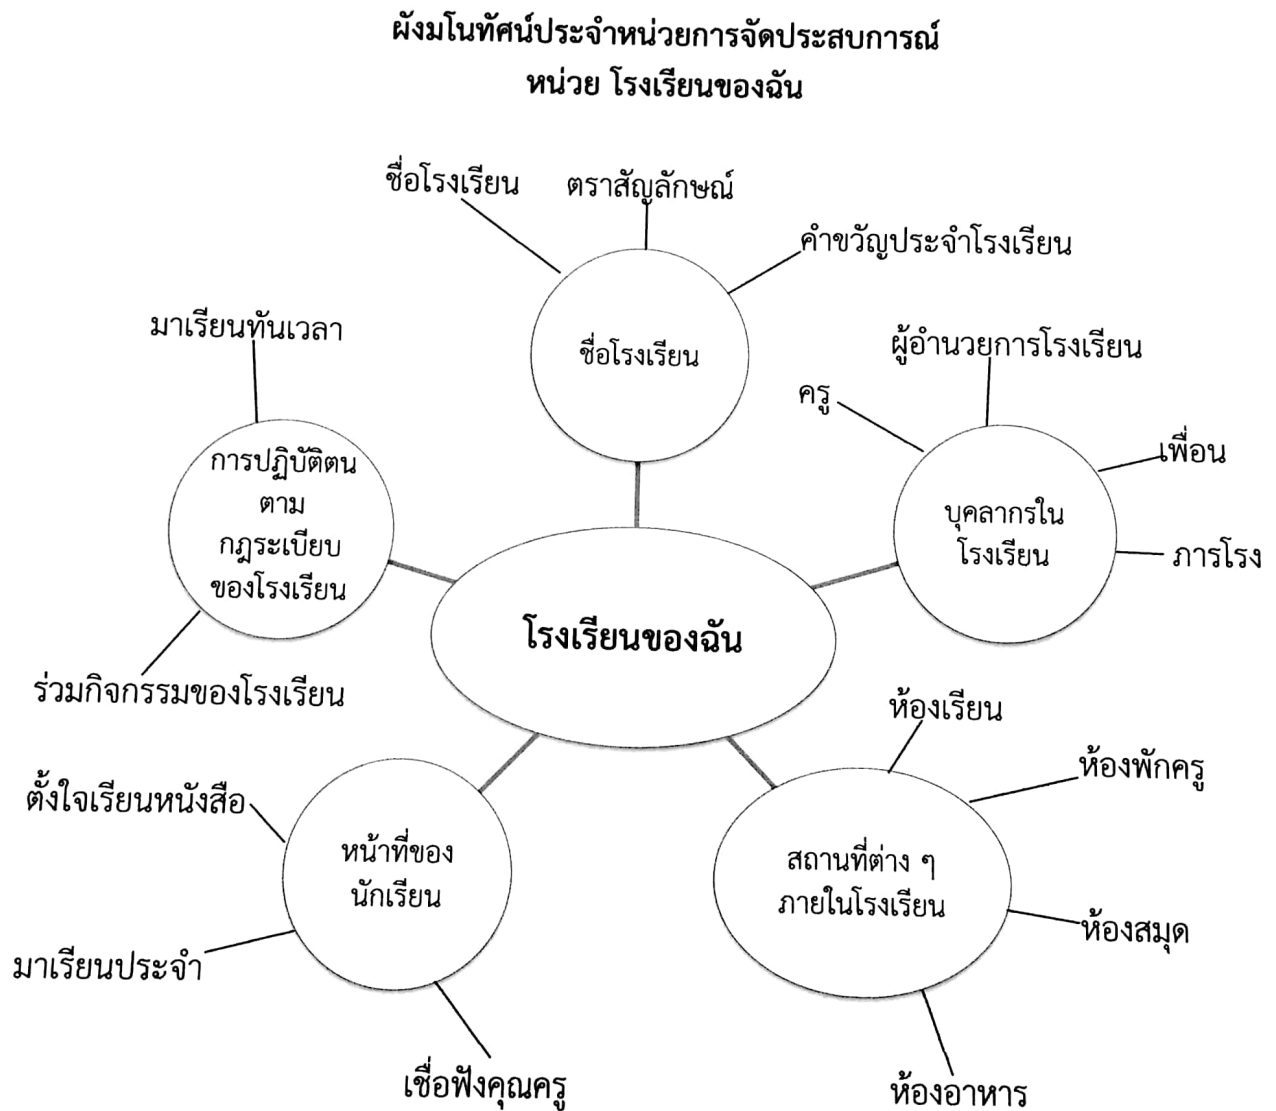 ผังมโนทัศน์ประจำหน่วยการจัดประสบการณ์
หน่วย โรงเรียนของฉัน
ชื่อโรงเรียน
ตราสัญลักษณ์
คำขวัญประจำโรงเรียน
ชื่อโรงเรียน
มาเรียนทันเวลา
การปฏิบัติตน
ตาม
กฎระเบียบ
ของโรงเรียน
ร่วมกิจกรรมของโรงเรียน
ผู้อำนวยการโรงเรียน
ครู
เพื่อน
บุคลากรใน
โรงเรียน
ภารโรง
โรงเรียนของฉัน
ตั้งใจเรียนหนังสือ
หน้าที่ของ
นักเรียน
มาเรียนประจำ
เชื่อฟังคุณครู
ห้องเรียน
ห้องพักครู
สถานที่ต่าง ๆ
ภายในโรงเรียน
ห้องสมุด
ห้องอาหาร